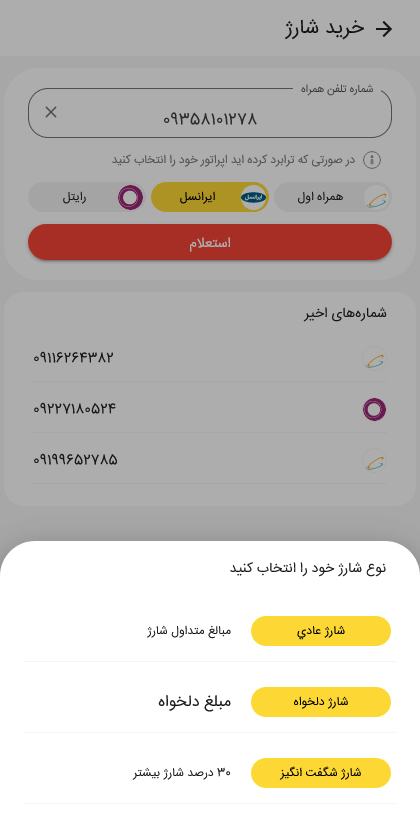 خرید شارژ
شماره تلفن همراه
۰۹۳۵۸۱۰۱۲۷۸
در صورتی که ترابرد کرده اید اپراتور خود را انتخاب کنید
همراه اول
ایرانسل
ایرانسل
رایتل
استعلام
شماره‌های اخیر
۰۹۱۱۶۲۶۴۳۸۲
۰۹۲۲۷۱۸۰۵۲۴
۰۹۱۹۹۶۵۲۷۸۵
نوع شارژ خود را انتخاب کنید
شارژ عادي
مبالغ متداول شارژ
شارژ دلخواه
مبلغ دلخواه
شارژ شگفت انگیز
۳۰ درصد شارژ بیشتر